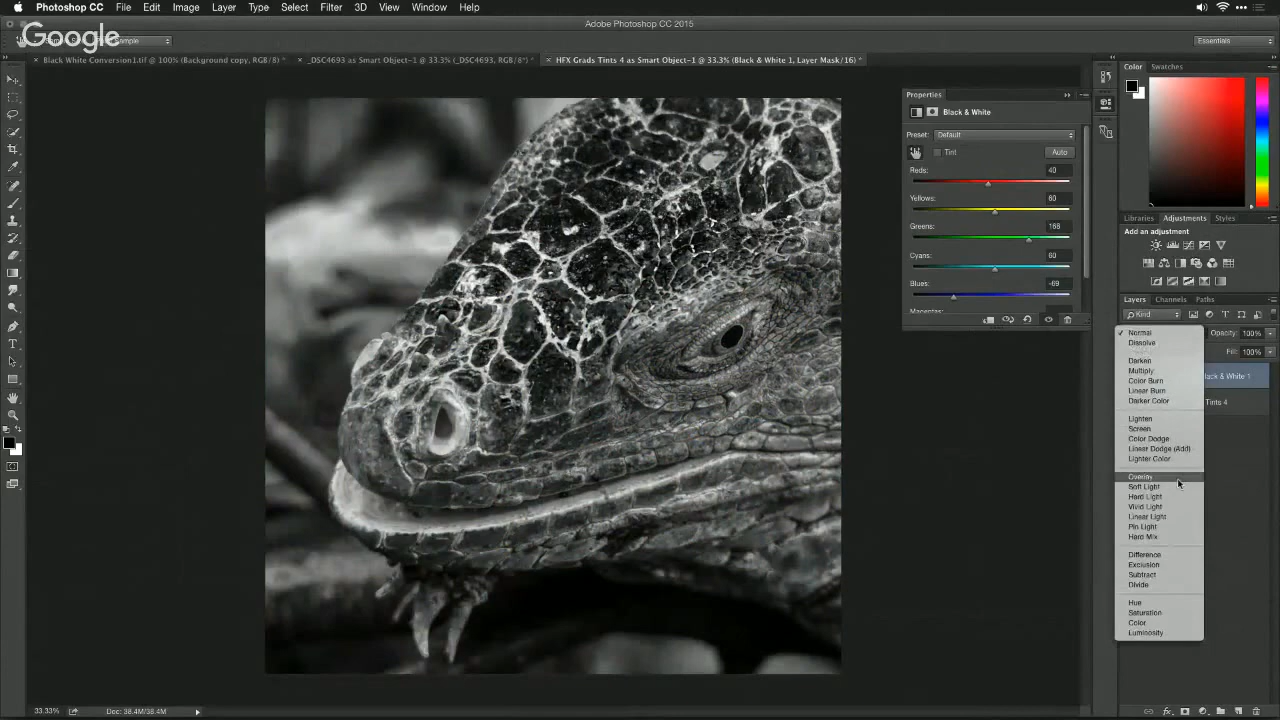 Photoshop CC File Edit Image Layer Type Select Filter 3D View Window Help
Adobe Photoshop CC 2015
Google
Sample
Essentials
Black White Conversion1.tif @ 100% (Background copy, RGB/8) *
_DSC4693 as Smart Object-1 @ 33.3% (_DSC4693, RGB/8*) *
HFX Grads Tints 4 as Smart Object-1 @ 33.3% (Black & White 1, Layer Mask/16) *
Color Swatches
Properties
Black & White
Preset: Default
Tint Auto
Reds: 40
Yellows: 60
Greens: 168
Cyans: 60
Blues: -69
Magentas:
Libraries Adjustments Styles
Add an adjustment
Layers Channels Paths
Kind
Normal
Opacity: 100%
Dissolve
Fill: 100%
Darken
Multiply
lack & White 1
Color Burn
Linear Burn
Darker Color
Tints 4
Lighten
Screen
Color Dodge
Linear Dodge (Add)
Lighter Color
Overlay
Soft Light
Hard Light
Vivid Light
Linear Light
Pin Light
Hard Mix
Difference
Exclusion
Subtract
Divide
Hue
Saturation
Color
Luminosity
33.33% Doc: 38.4M/38.4M